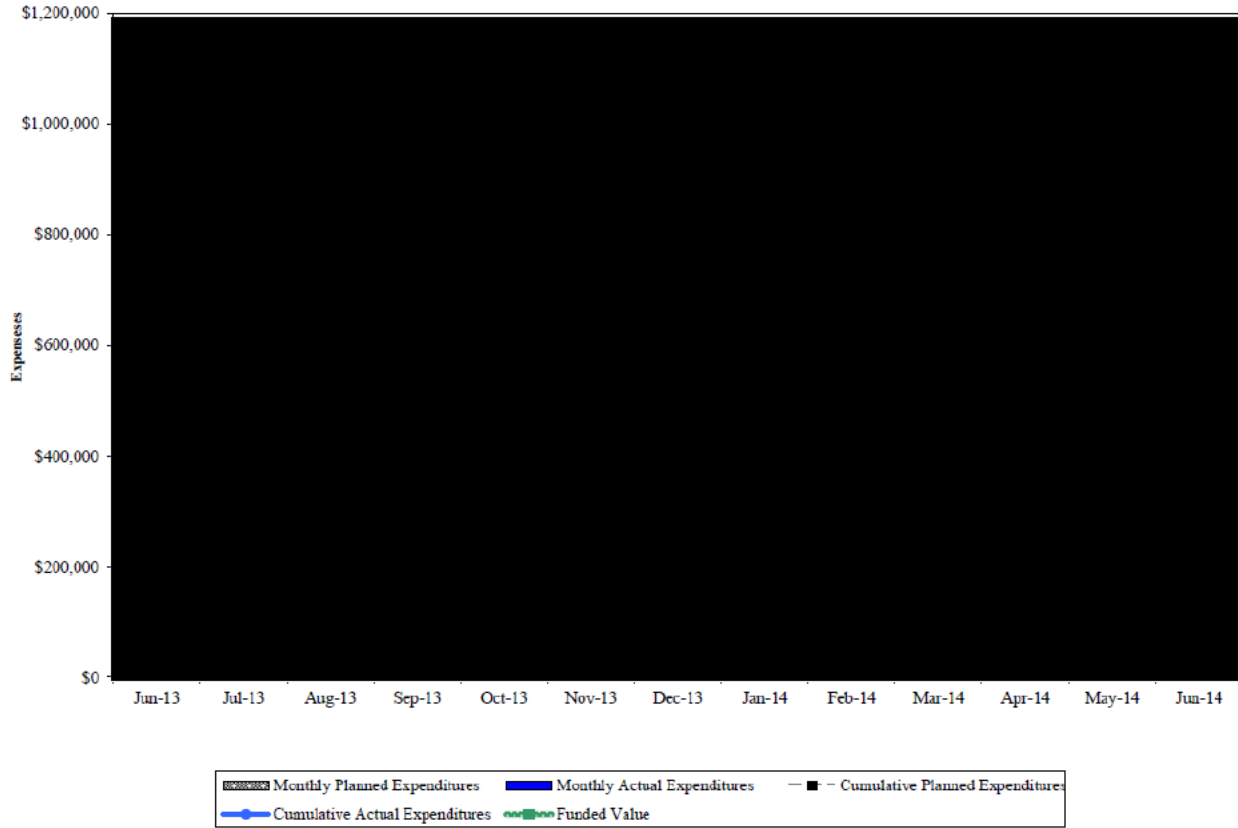 $1,200,000
$1,000,000
$800,000
$600,000
$400,000
$200,000
$0
Expenseses
Jun-13 Jul-13 Aug-13 Sep-13 Oct-13 Nov-13 Dec-13 Jan-14 Feb-14 Mar-14 Apr-14 May-14 Jun-14
Monthly Planned Expenditures Monthly Actual Expenditures Cumulative Planned Expenditures
Cumulative Actual Expenditures Funded Value